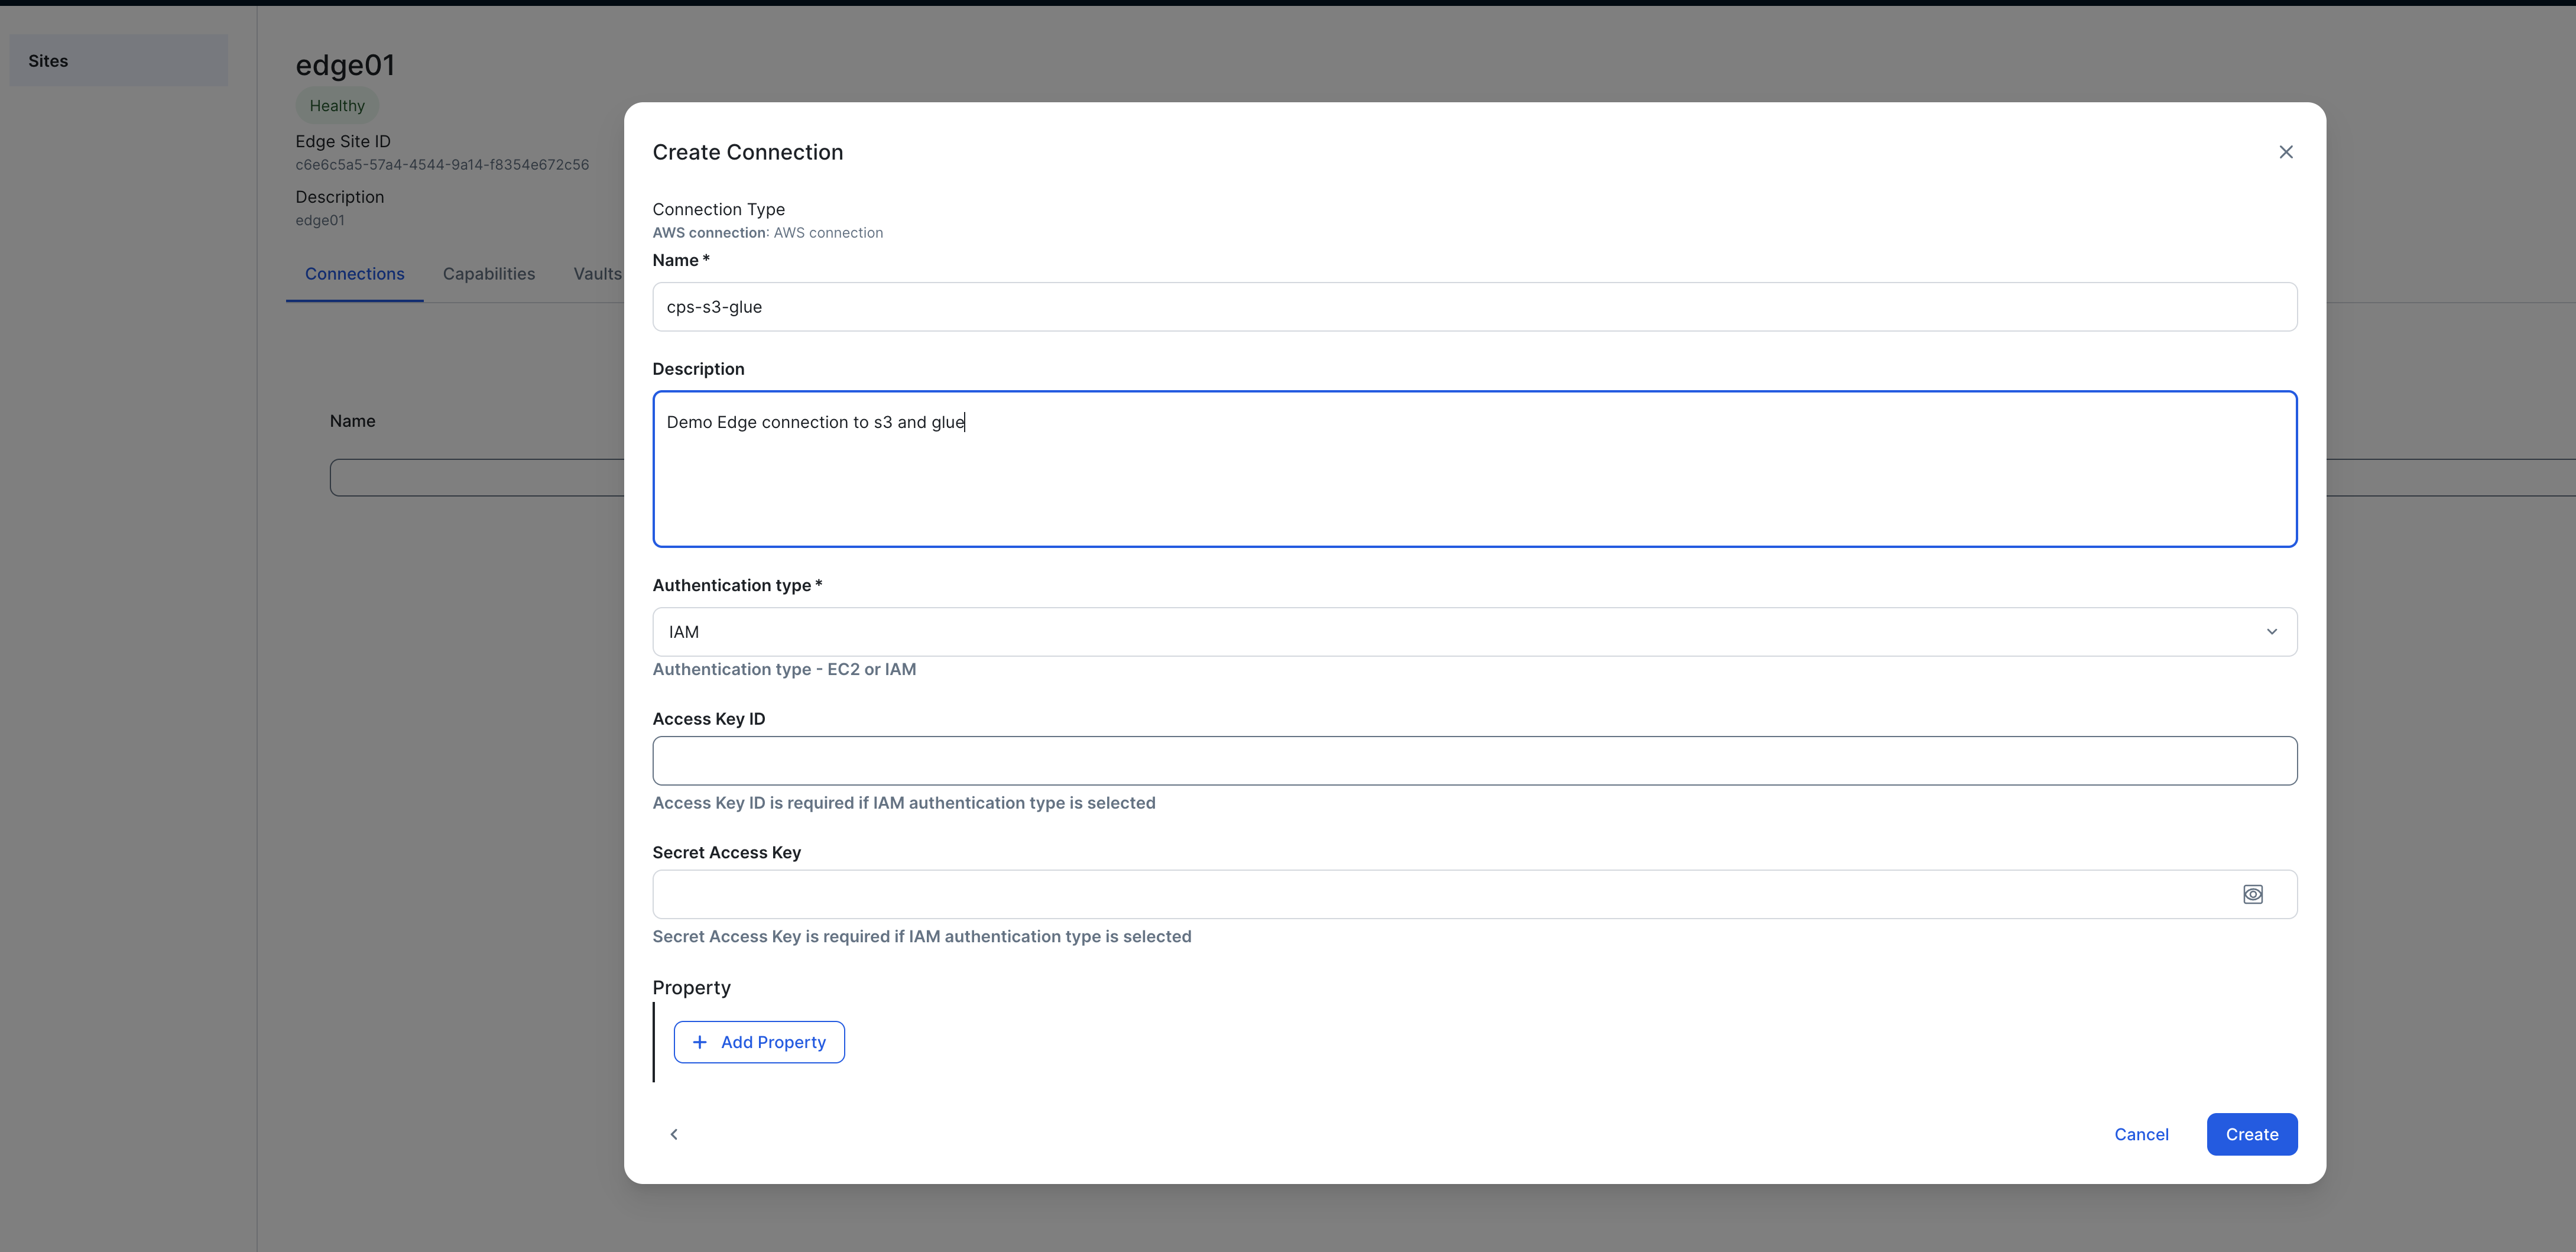 Sites
edge01
Healthy
Edge Site ID
c6e6c5a5-57a4-4544-9a14-f8354e672c56
Description
edge01
Connections Capabilities Vaults
Name
Create Connection
Connection Type
AWS connection: AWS connection
Name *
cps-s3-glue
Description
Demo Edge connection to s3 and glue
Authentication type *
IAM
Authentication type - EC2 or IAM
Access Key ID
Access Key ID is required if IAM authentication type is selected
Secret Access Key
Secret Access Key is required if IAM authentication type is selected
Property
+ Add Property
Cancel Create